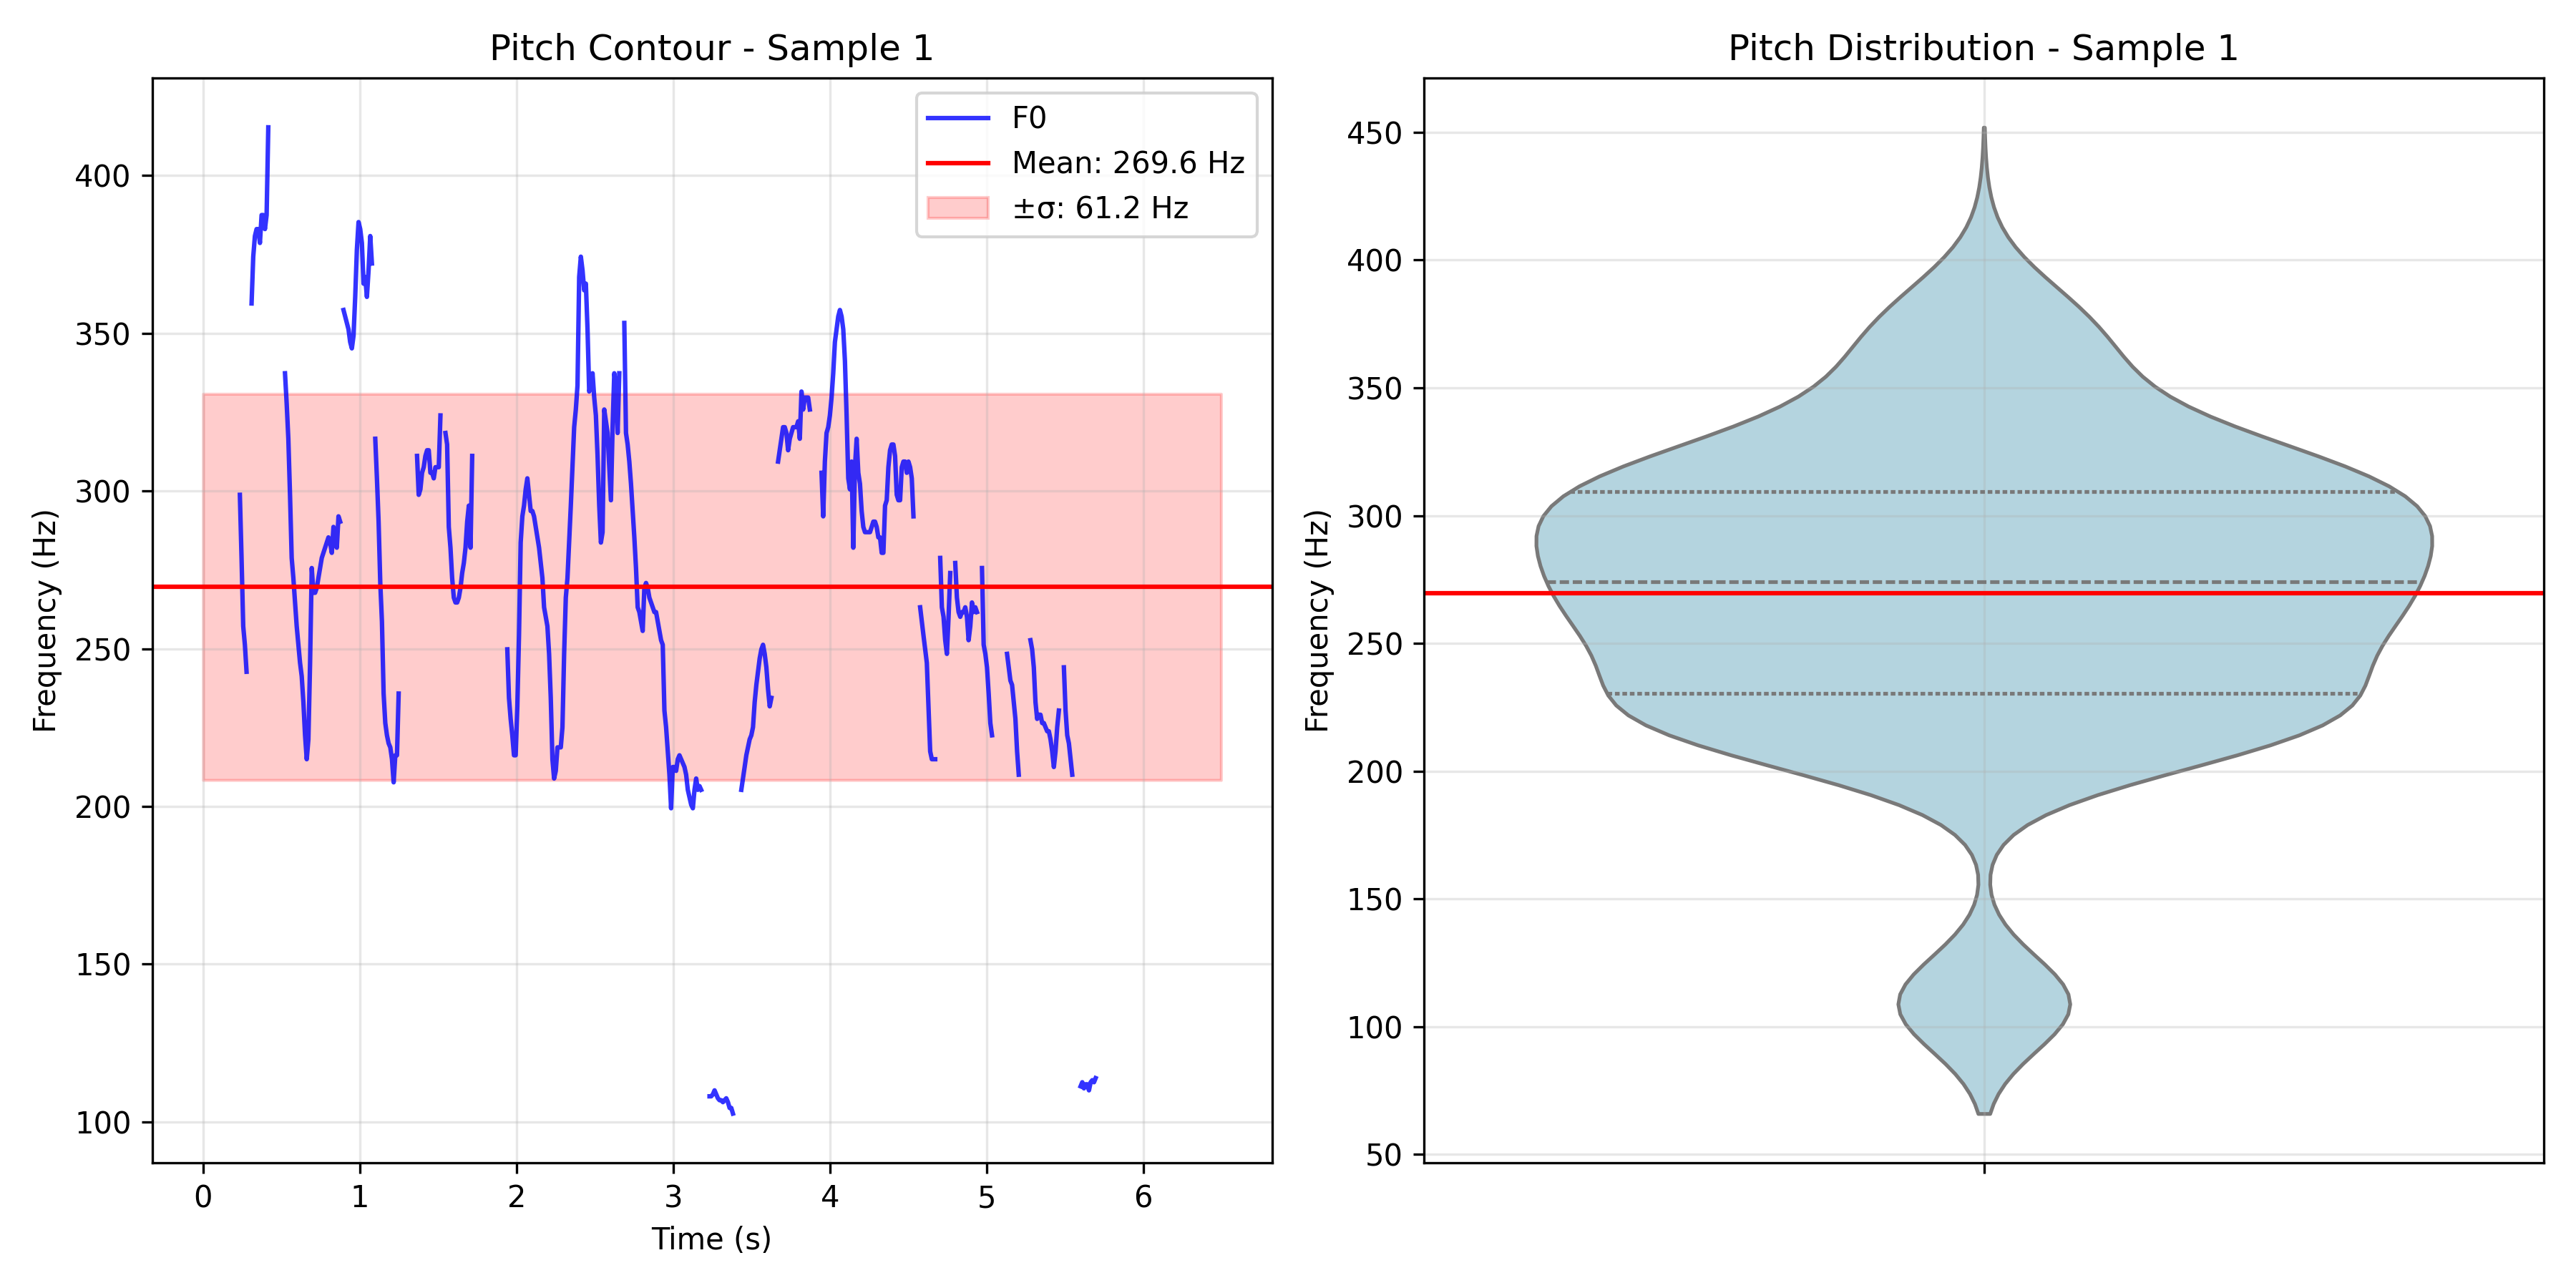 Pitch Contour - Sample 1
F0
Mean: 269.6 Hz
±σ: 61.2 Hz
Frequency (Hz)
400
350
300
250
200
150
100
0 1 2 3 4 5 6
Time (s)
Pitch Distribution - Sample 1
Frequency (Hz)
450
400
350
300
250
200
150
100
50